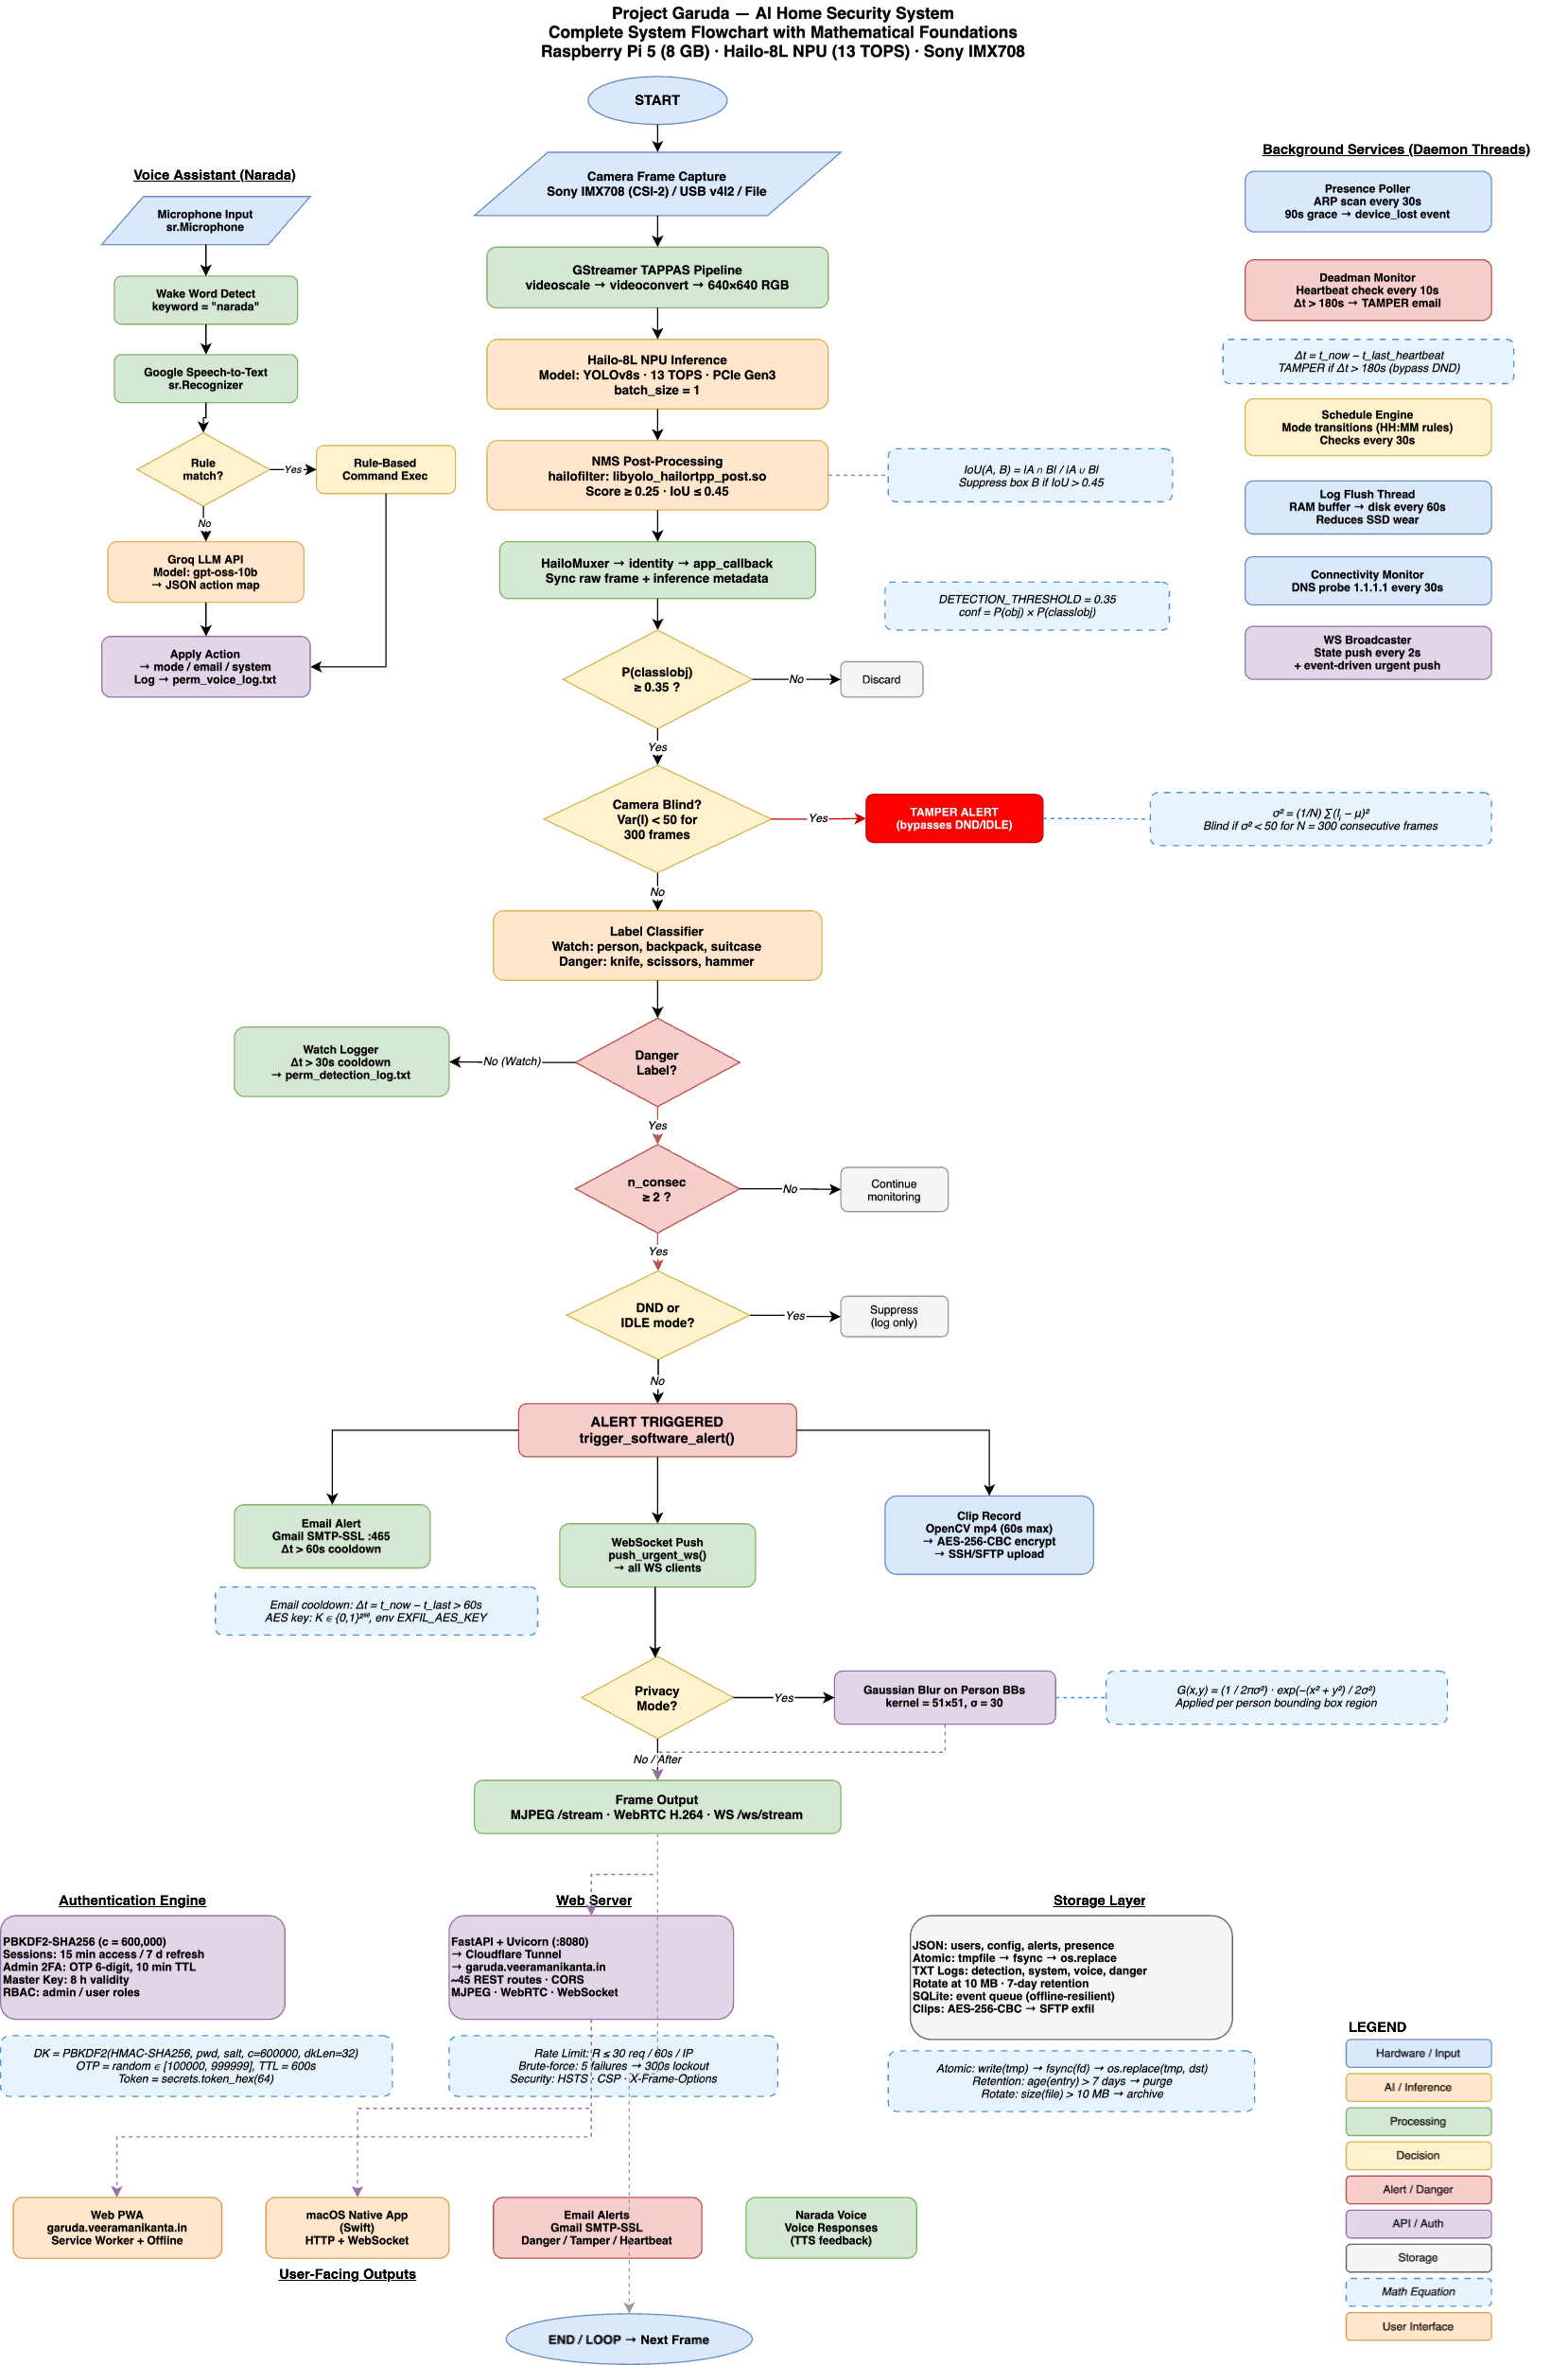 Project Garuda — AI Home Security System
Complete System Flowchart with Mathematical Foundations
Raspberry Pi 5 (8 GB) · Hailo-8L NPU (13 TOPS) · Sony IMX708
START
Camera Frame Capture
Sony IMX708 (CSI-2) / USB v4l2 / File
GStreamer TAPPAS Pipeline
videoscale → videoconvert → 640×640 RGB
Hailo-8L NPU Inference
Model: YOLOv8s · 13 TOPS · PCIe Gen3
batch_size = 1
NMS Post-Processing
hailofilter: libyolo_hailortpp_post.so
Score ≥ 0.25 · IoU ≤ 0.45
IoU(A, B) = |A ∩ B| / |A ∪ B|
Suppress box B if IoU > 0.45
HailoMuxer → identity → app_callback
Sync raw frame + inference metadata
DETECTION_THRESHOLD = 0.35
conf = P(obj) × P(class|obj)
P(class|obj)
≥ 0.35 ?
No
Discard
Yes
Camera Blind?
Var(I) < 50 for
300 frames
Yes
TAMPER ALERT
(bypasses DND/IDLE)
σ² = (1/N) ∑(Iᵢ − μ)²
Blind if σ² < 50 for N = 300 consecutive frames
No
Label Classifier
Watch: person, backpack, suitcase
Danger: knife, scissors, hammer
Danger
Label?
No (Watch)
Watch Logger
Δt > 30s cooldown
→ perm_detection_log.txt
Yes
n_consec
≥ 2 ?
No
Continue
monitoring
Yes
DND or
IDLE mode?
Yes
Suppress
(log only)
No
ALERT TRIGGERED
trigger_software_alert()
Email Alert
Gmail SMTP-SSL :465
Δt > 60s cooldown
Email cooldown: Δt = t_now − t_last > 60s
AES key: K ∈ {0,1}²⁵⁶, env EXFIL_AES_KEY
WebSocket Push
push_urgent_ws()
→ all WS clients
Clip Record
OpenCV mp4 (60s max)
→ AES-256-CBC encrypt
→ SSH/SFTP upload
Privacy
Mode?
Yes
Gaussian Blur on Person BBs
kernel = 51×51, σ = 30
G(x,y) = (1 / 2πσ²) · exp(−(x² + y²) / 2σ²)
Applied per person bounding box region
No / After
Frame Output
MJPEG /stream · WebRTC H.264 · WS /ws/stream
Voice Assistant (Narada)
Microphone Input
sr.Microphone
Wake Word Detect
keyword = "narada"
Google Speech-to-Text
sr.Recognizer
Rule
match?
Yes
Rule-Based
Command Exec
No
Groq LLM API
Model: gpt-oss-10b
→ JSON action map
Apply Action
→ mode / email / system
Log → perm_voice_log.txt
Background Services (Daemon Threads)
Presence Poller
ARP scan every 30s
90s grace → device_lost event
Deadman Monitor
Heartbeat check every 10s
Δt > 180s → TAMPER email
Δt = t_now − t_last_heartbeat
TAMPER if Δt > 180s (bypass DND)
Schedule Engine
Mode transitions (HH:MM rules)
Checks every 30s
Log Flush Thread
RAM buffer → disk every 60s
Reduces SSD wear
Connectivity Monitor
DNS probe 1.1.1.1 every 30s
WS Broadcaster
State push every 2s
+ event-driven urgent push
Authentication Engine
PBKDF2-SHA256 (c = 600,000)
Sessions: 15 min access / 7 d refresh
Admin 2FA: OTP 6-digit, 10 min TTL
Master Key: 8 h validity
RBAC: admin / user roles
DK = PBKDF2(HMAC-SHA256, pwd, salt, c=600000, dkLen=32)
OTP = random ∈ [100000, 999999], TTL = 600s
Token = secrets.token_hex(64)
Web Server
FastAPI + Uvicorn (:8080)
→ Cloudflare Tunnel
→ garuda.veeramanikanta.in
~45 REST routes · CORS
MJPEG · WebRTC · WebSocket
Rate Limit: R ≤ 30 req / 60s / IP
Brute-force: 5 failures → 300s lockout
Security: HSTS · CSP · X-Frame-Options
Storage Layer
JSON: users, config, alerts, presence
Atomic: tmpfile → fsync → os.replace
TXT Logs: detection, system, voice, danger
Rotate at 10 MB · 7-day retention
SQLite: event queue (offline-resilient)
Clips: AES-256-CBC → SFTP exfil
Atomic: write(tmp) → fsync(fd) → os.replace(tmp, dst)
Retention: age(entry) > 7 days → purge
Rotate: size(file) > 10 MB → archive
Web PWA
garuda.veeramanikanta.in
Service Worker + Offline
macOS Native App
(Swift)
HTTP + WebSocket
Email Alerts
Gmail SMTP-SSL
Danger / Tamper / Heartbeat
Narada Voice
Voice Responses
(TTS feedback)
User-Facing Outputs
END / LOOP → Next Frame
LEGEND
Hardware / Input
AI / Inference
Processing
Decision
Alert / Danger
API / Auth
Storage
Math Equation
User Interface